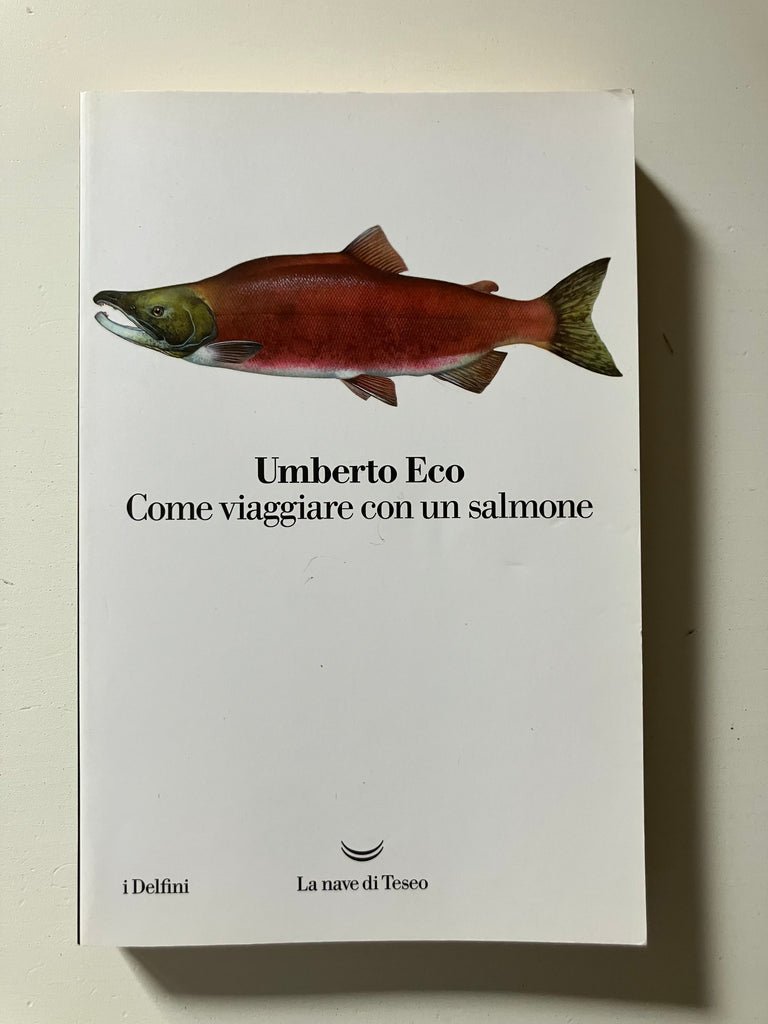 Umberto Eco
Come viaggiare con un salmone
i Delfini
La nave di Teseo